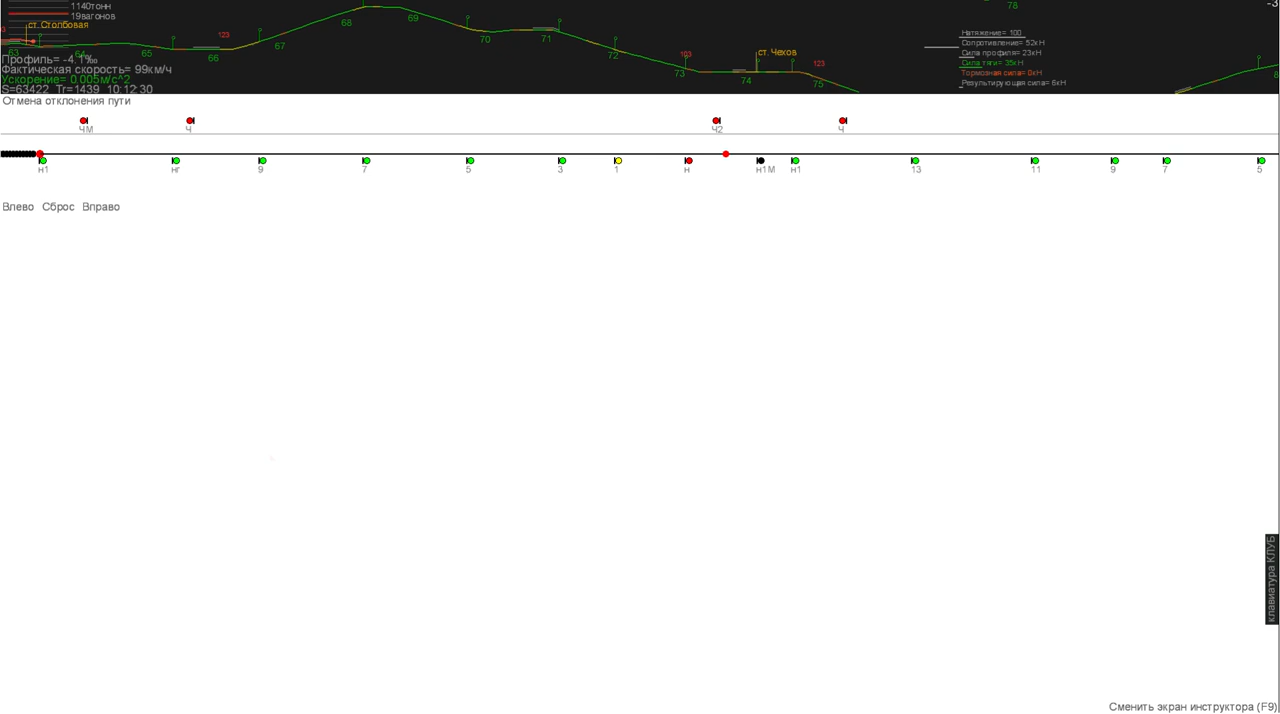 1140тонн
19вагонов
ст. Столбовая
63 64 65 66 67 68 69 70 71 72 73 74 75 78
123 103 123
ст. Чехов
-3
Профиль= -4.1‰
Фактическая скорость= 99км/ч
Ускорение= 0.005м/с^2
S=63422 Tr=1439 10:12:30
Натяжение= 100
Сопротивление= 52кН
Сила профиля= 23кН
Сила тяги= 35кН
Тормозная сила= 0кН
Результирующая сила= 6кН
Отмена отклонения пути
ЧМ Ч Ч2 Ч
н1 нг 9 7 5 3 1 н н1М н1 13 11 9 7 5
Влево Сброс Вправо
клавиатура КЛУБ
Сменить экран инструктора (F9)